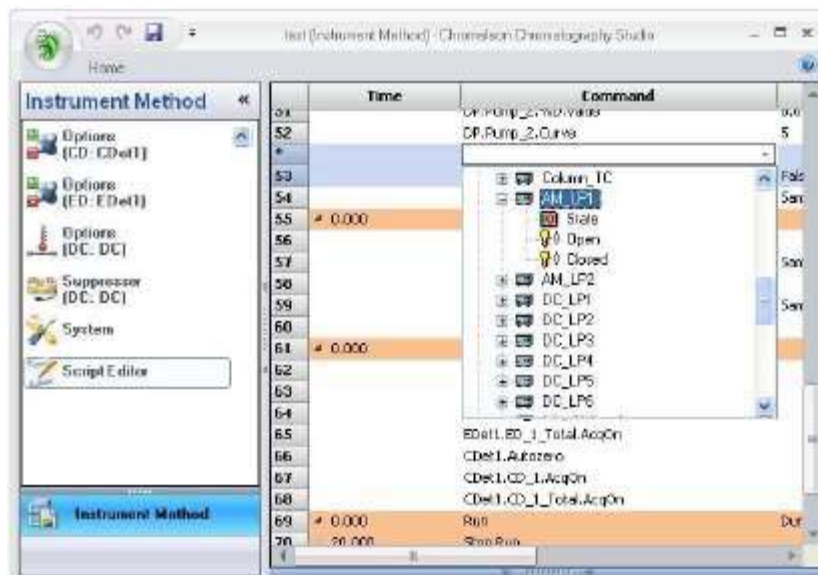 test (Instrument Method) - Chromeleon Chromatography Studio
Home
Instrument Method «
Options
(CD: CDet1)
Options
(ED: EDet1)
Options
(DC: DC)
Suppressor
(DC: DC)
System
Script Editor
Instrument Method
Time Command
51
52 DP.Pump_2.Curve 5
*
53
54
55 0.000
56
57
58
59
60
61 0.000
62
63
64
Column_TC
AM_LP1
State
Open
Closed
AM_LP2
DC_LP1
DC_LP2
DC_LP3
DC_LP4
DC_LP5
DC_LP6
65 EDet1.ED_1_Total.AcqOn
66 CDet1.Autozero
67 CDet1.CD_1.AcqOn
68 CDet1.CD_1_Total.AcqOn
69 0.000 Run Dur
70 20.000 Stop Run